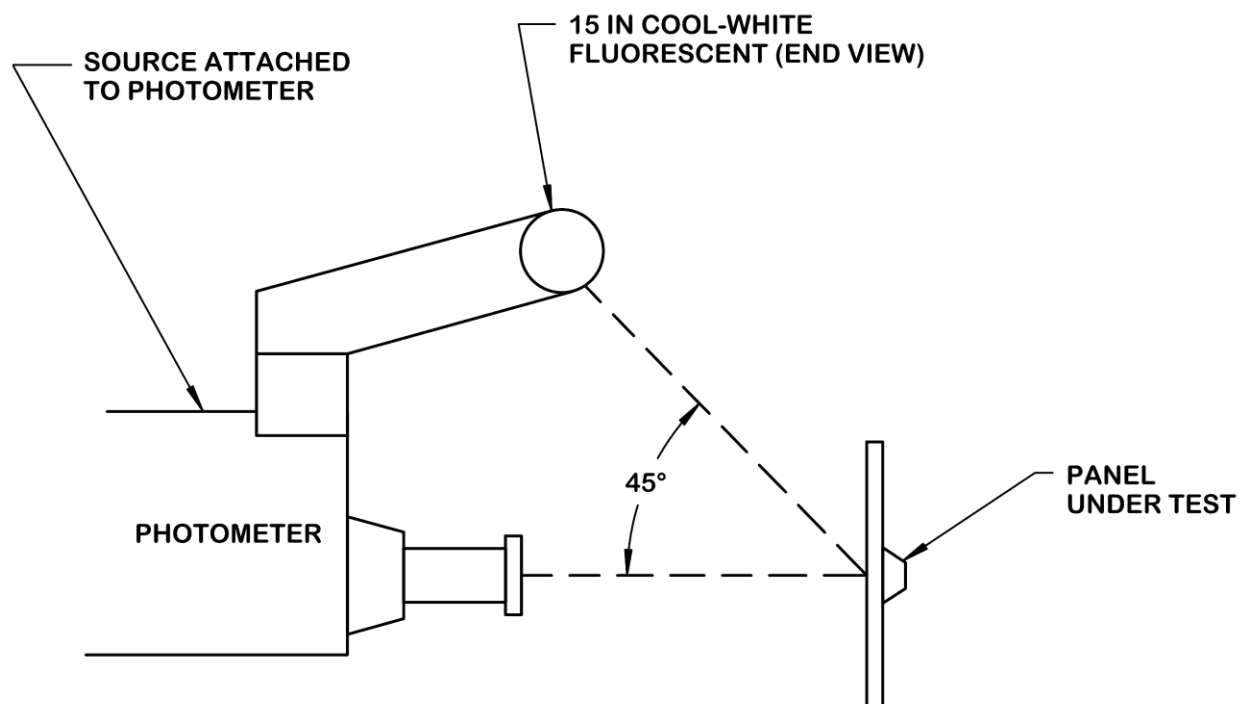 SOURCE ATTACHED
TO PHOTOMETER
15 IN COOL-WHITE
FLUORESCENT (END VIEW)
45°
PHOTOMETER
PANEL
UNDER TEST